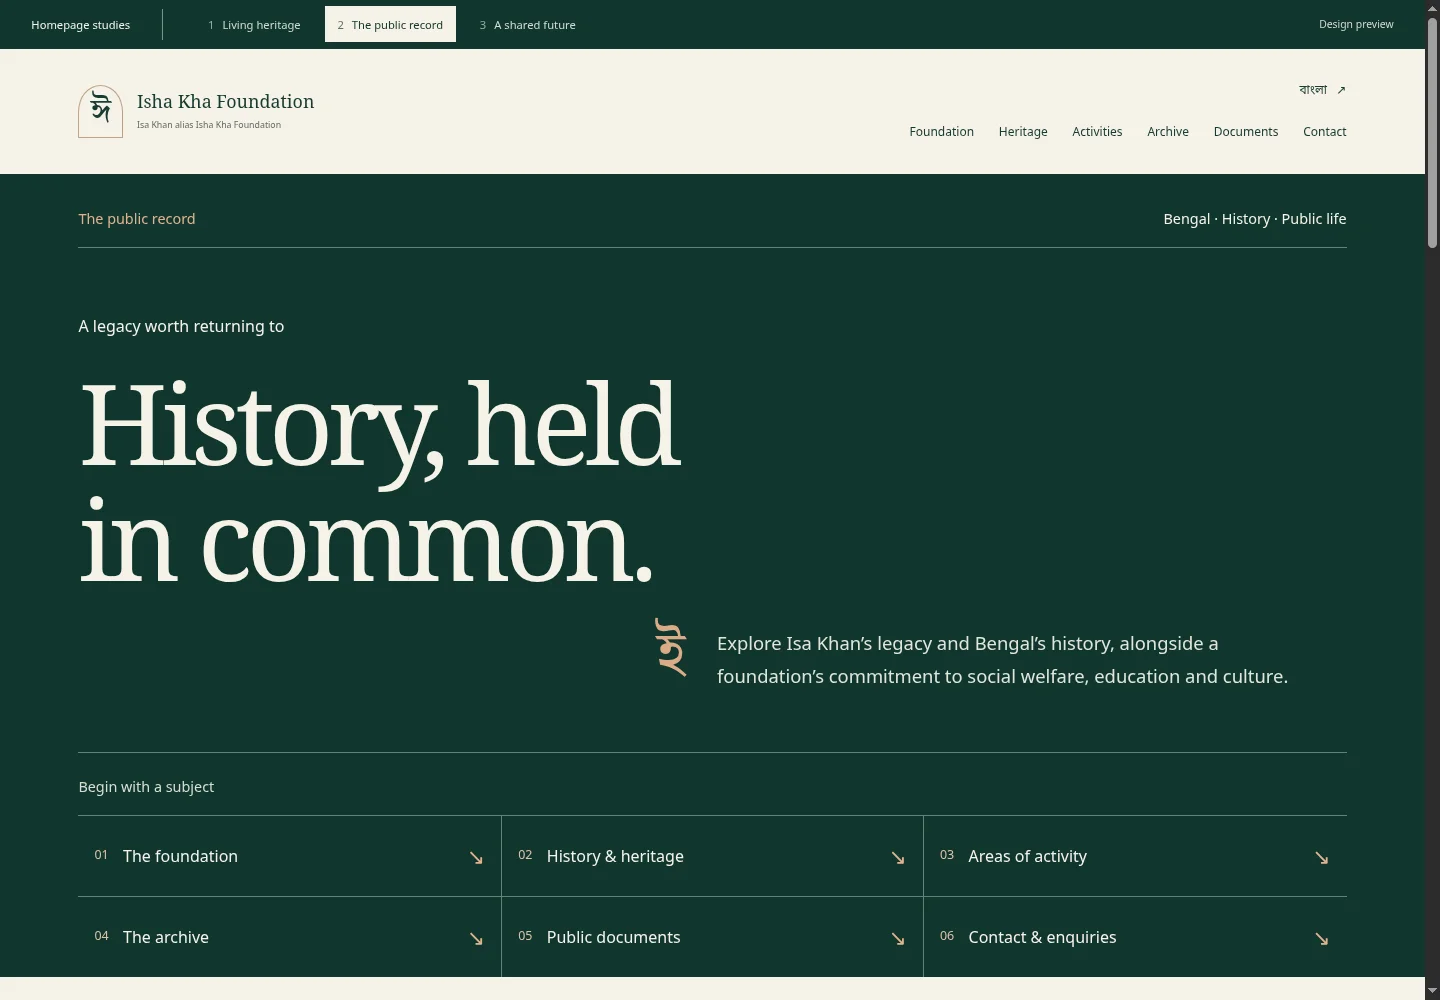 Homepage studies
1 Living heritage
2 The public record
3 A shared future
Design preview
ঈ
Isha Kha Foundation
Isa Khan alias Isha Kha Foundation
বাংলা ↗
Foundation Heritage Activities Archive Documents Contact
The public record
Bengal · History · Public life
A legacy worth returning to
History, held
in common.
ঈ
Explore Isa Khan’s legacy and Bengal’s history, alongside a
foundation’s commitment to social welfare, education and culture.
Begin with a subject
01 The foundation ↘
02 History & heritage ↘
03 Areas of activity ↘
04 The archive ↘
05 Public documents ↘
06 Contact & enquiries ↘